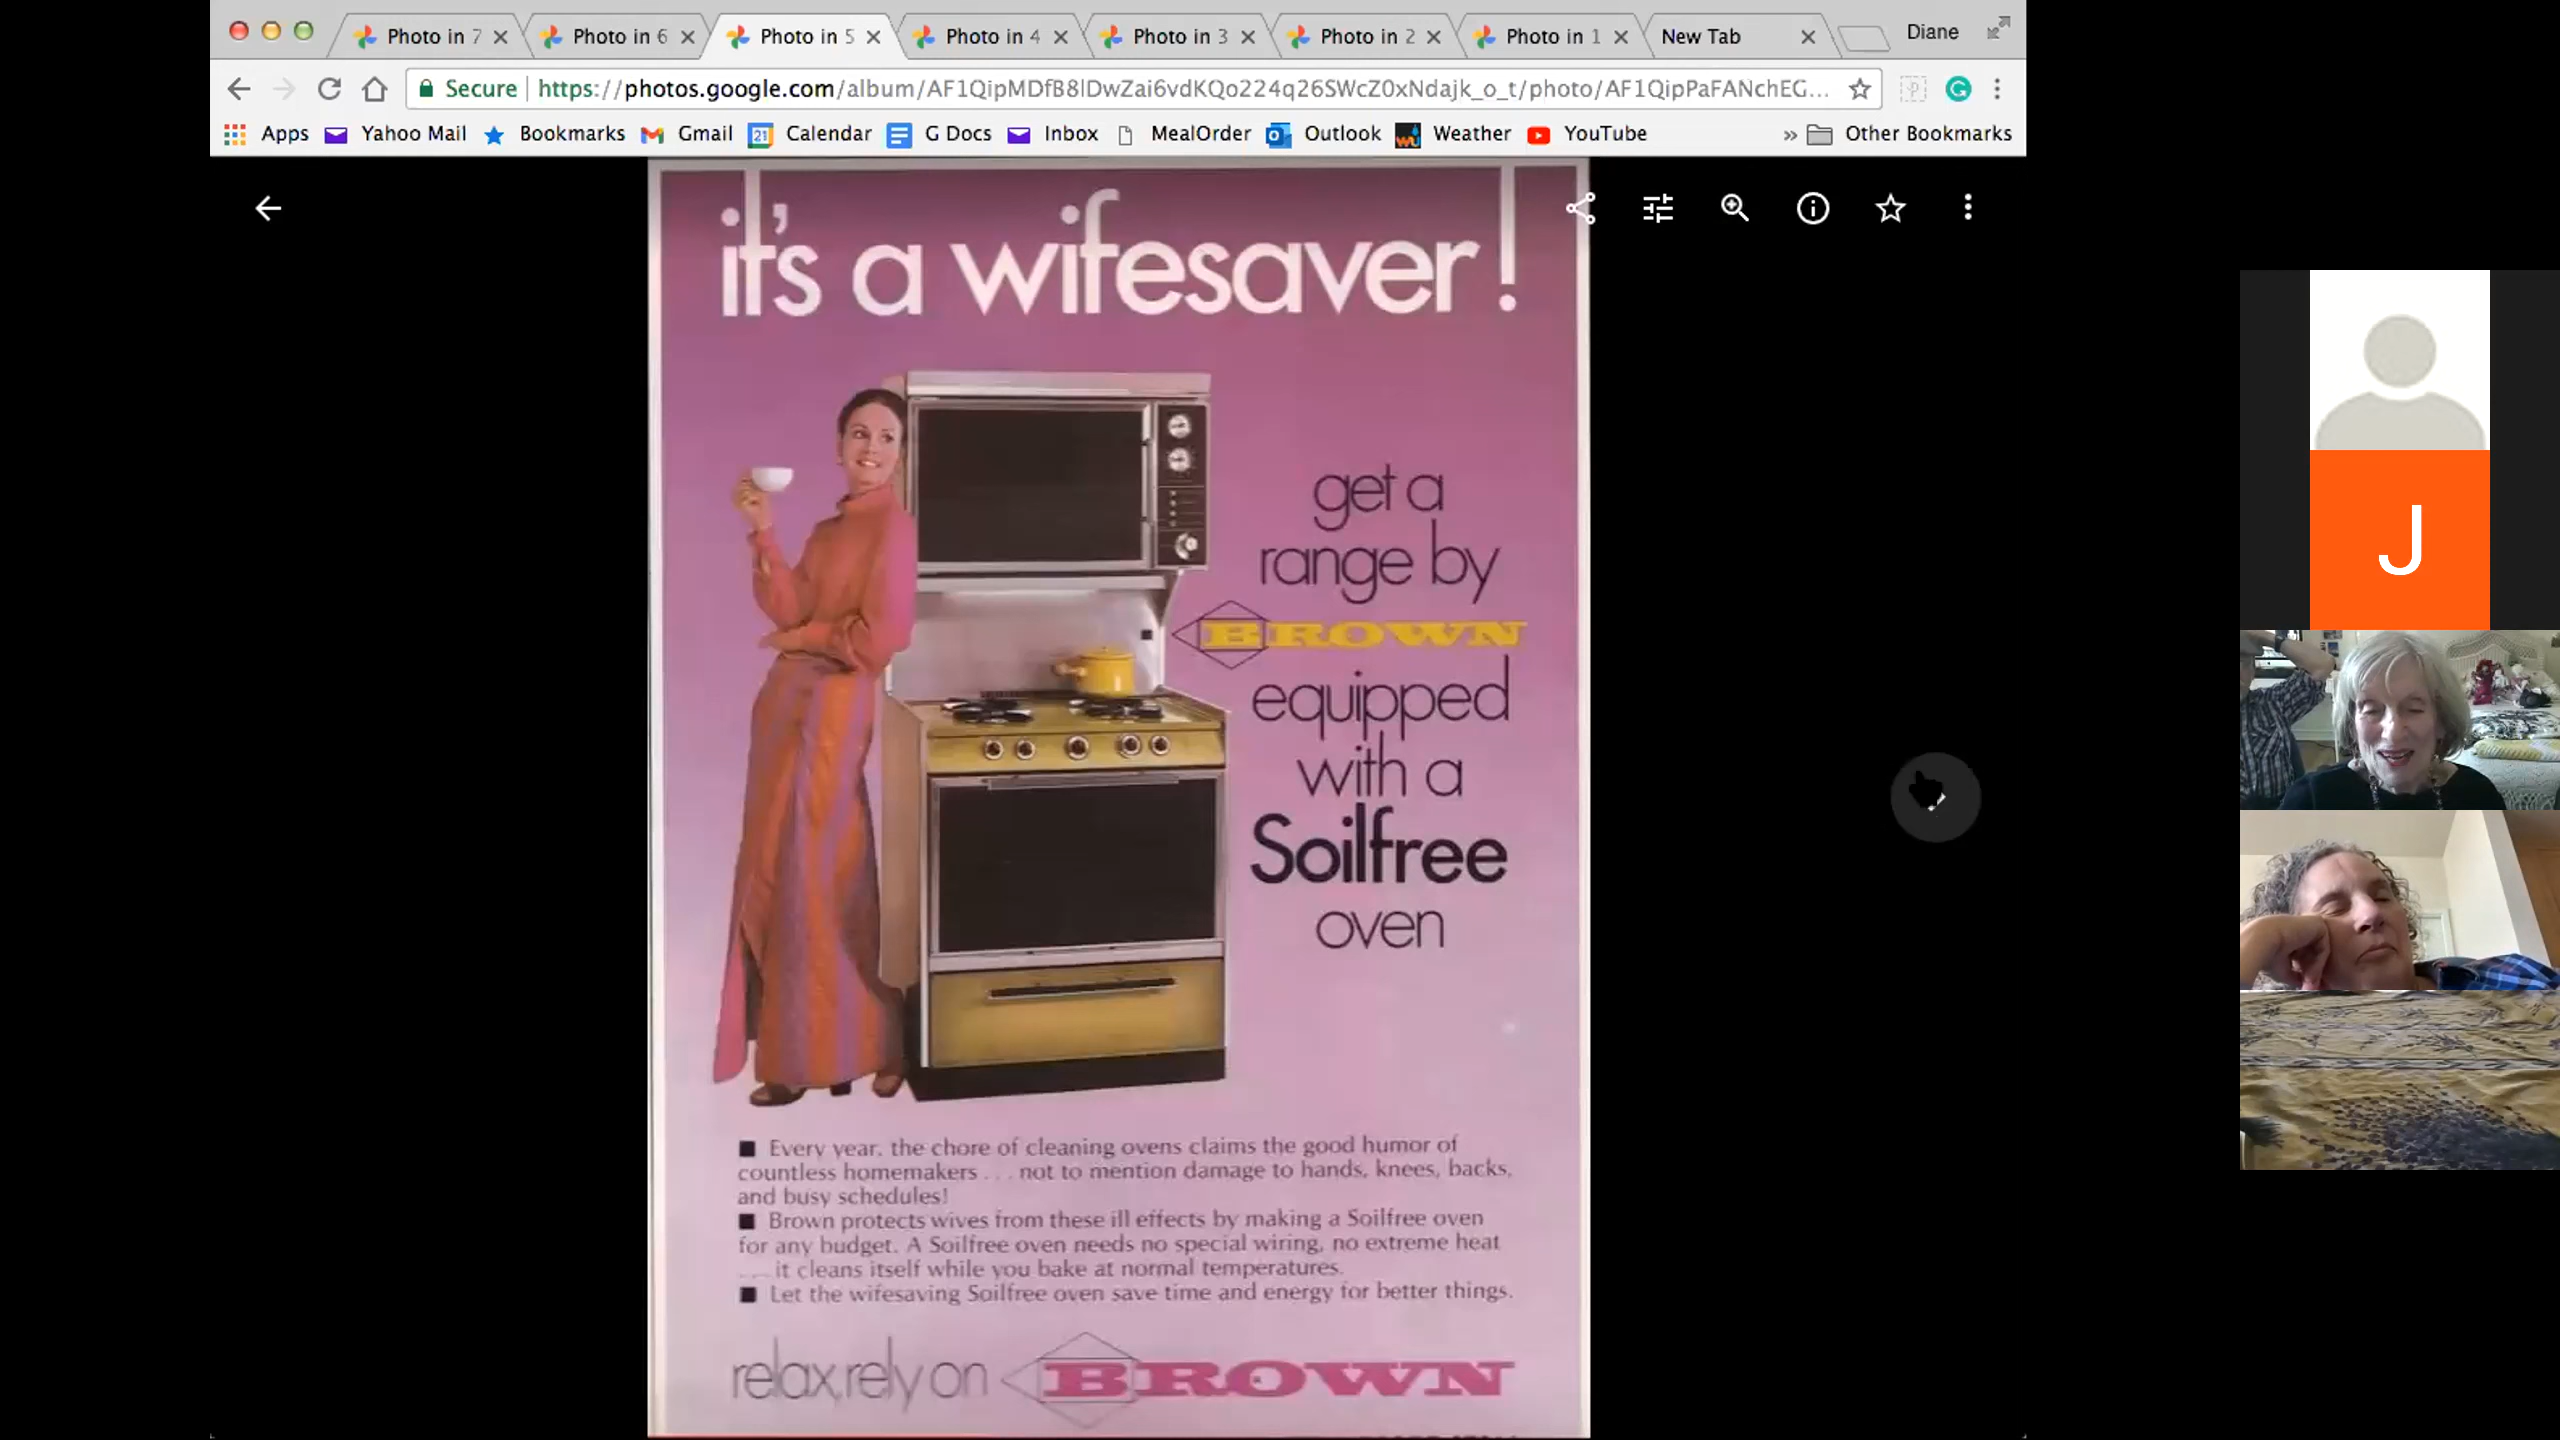 Photo in 7
Photo in 6
Photo in 5
Photo in 4
Photo in 3
Photo in 2
Photo in 1
New Tab
Diane
Secure
https://photos.google.com/album/AF1QipMDfB8lDwZai6vdKQo224q26SWcZ0xNdajk_o_t/photo/AF1QipPaFANchEG...
Apps
Yahoo Mail
Bookmarks
Gmail
21
Calendar
G Docs
Inbox
MealOrder
Outlook
Weather
YouTube
»
Other Bookmarks
it's a wifesaver!
get a
range by
BROWN
equipped
with a
Soilfree
oven
■ Every year, the chore of cleaning ovens claims the good humor of
countless homemakers . . . not to mention damage to hands, knees, backs,
and busy schedules!
■ Brown protects wives from these ill effects by making a Soilfree oven
for any budget. A Soilfree oven needs no special wiring, no extreme heat
. . . it cleans itself while you bake at normal temperatures.
■ Let the wifesaving Soilfree oven save time and energy for better things.
relax, rely on BROWN
J